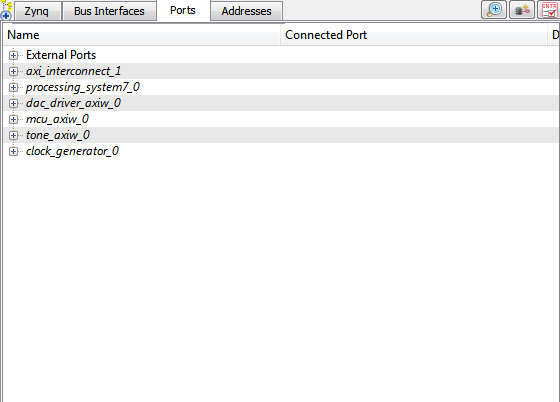 Zynq Bus Interfaces Ports Addresses
Name Connected Port D
External Ports
axi_interconnect_1
processing_system7_0
dac_driver_axiw_0
mcu_axiw_0
tone_axiw_0
clock_generator_0